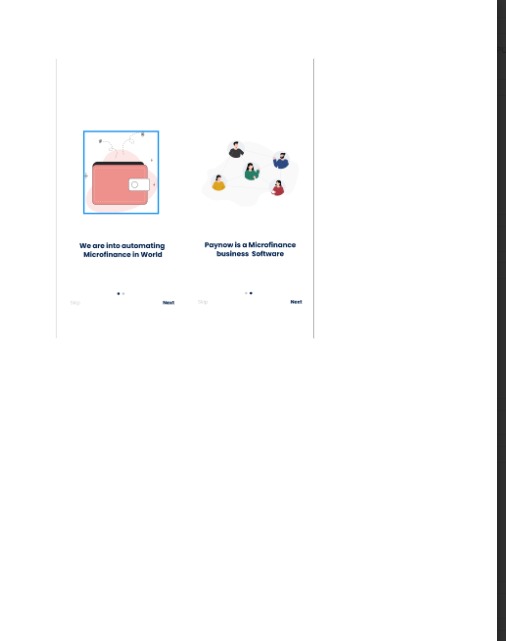 We are into automating
Microfinance in World
Skip
Next
Paynow is a Microfinance
business Software
Skip
Next